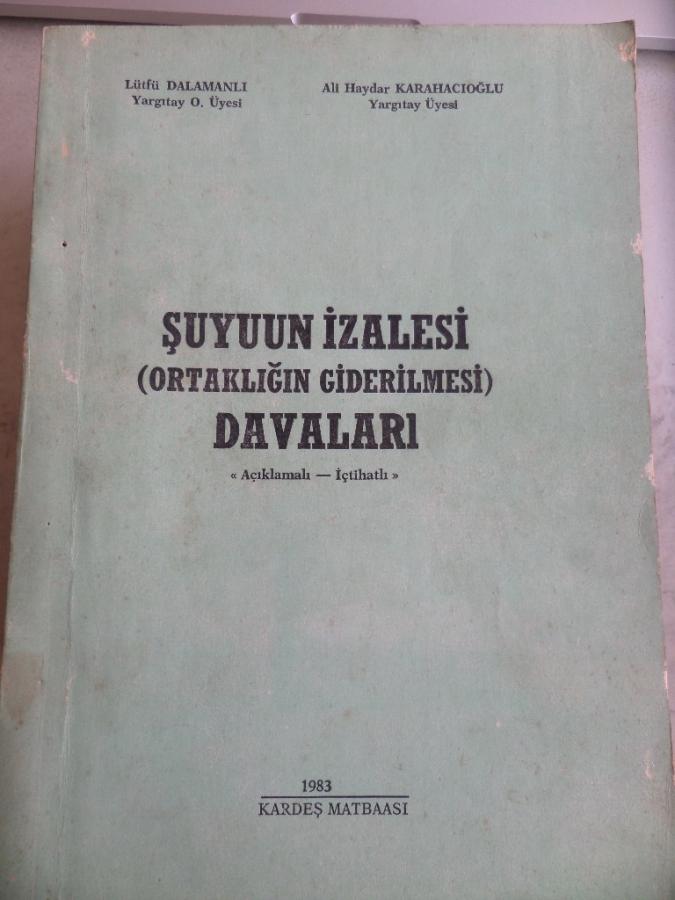 Lütfü DALAMANLI
Yargıtay O. Üyesi
Ali Haydar KARAHACIOĞLU
Yargıtay Üyesi
ŞUYUUN İZALESİ
(ORTAKLIĞIN GİDERİLMESİ)
DAVALARI
« Açıklamalı — İçtihatlı »
1983
KARDEŞ MATBAASI